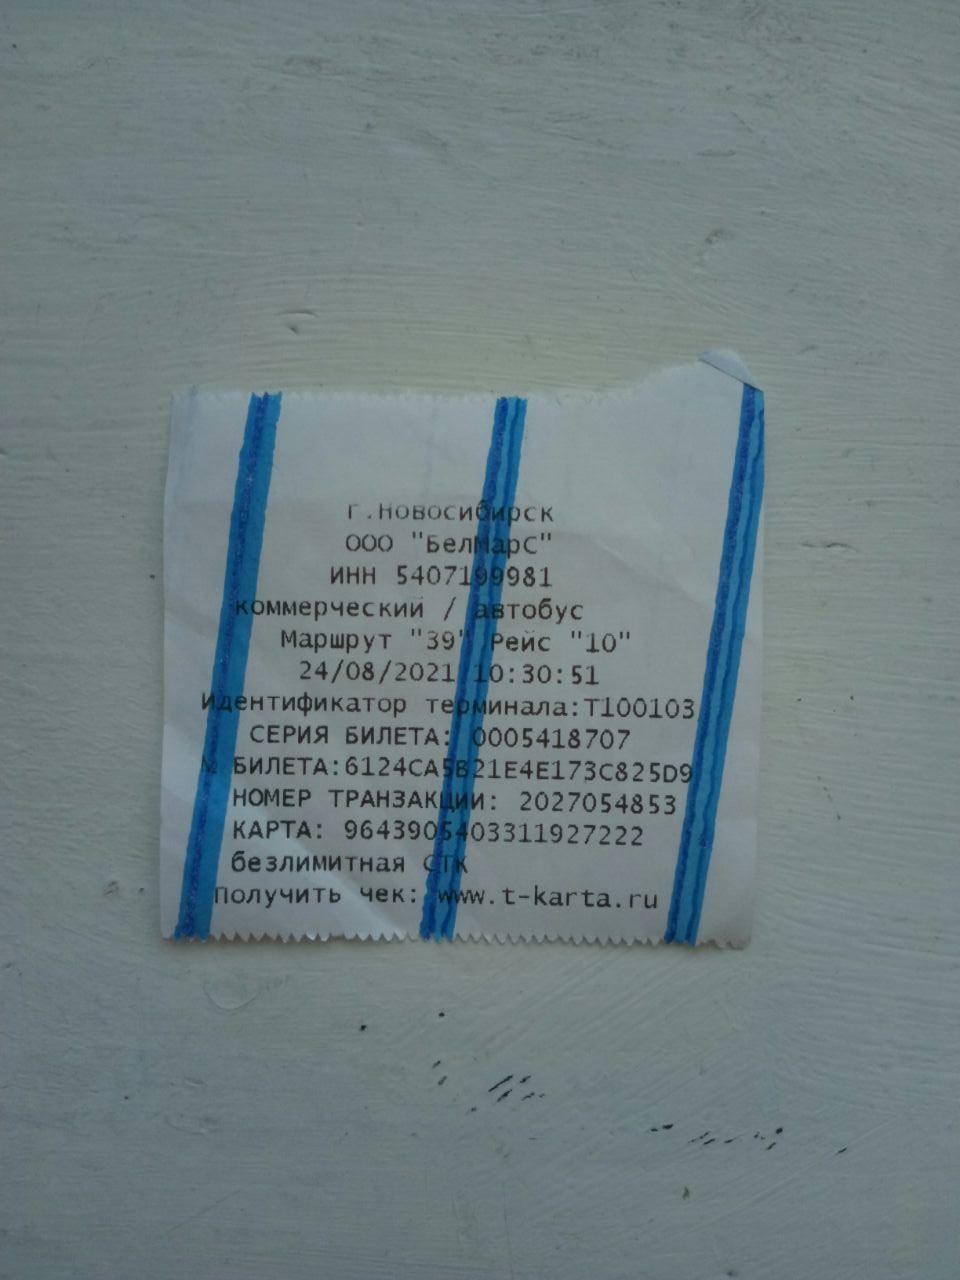 г.Новосибирск
ООО "БелМарС"
ИНН 5407199981
коммерческий / автобус
Маршрут "39" Рейс "10"
24/08/2021 10:30:51
Идентификатор терминала:T100103
СЕРИЯ БИЛЕТА: 0005418707
№ БИЛЕТА:6124CA5B21E4E173C825D9
НОМЕР ТРАНЗАКЦИИ: 2027054853
КАРТА: 9643905403311927222
безлимитная СТК
Получить чек: www.t-karta.ru